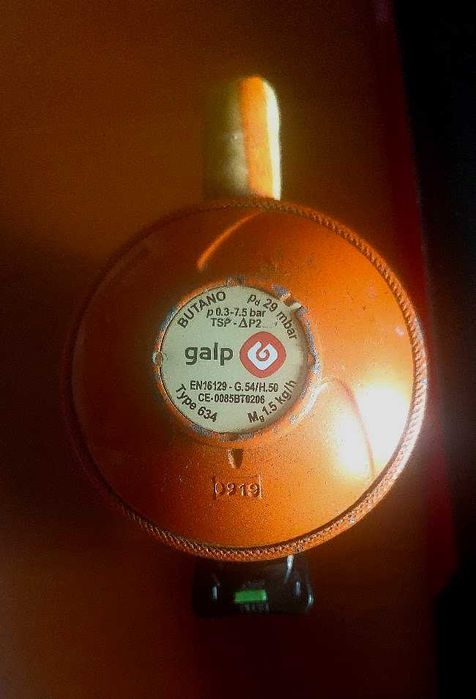 BUTANO pd 29 mbar
p 0.3-7.5 bar
TSP - ΔP2
galp
EN16129 - G.54/H.50
CE-0085BT0206
Type 634 Mg 1.5 kg/h
0919